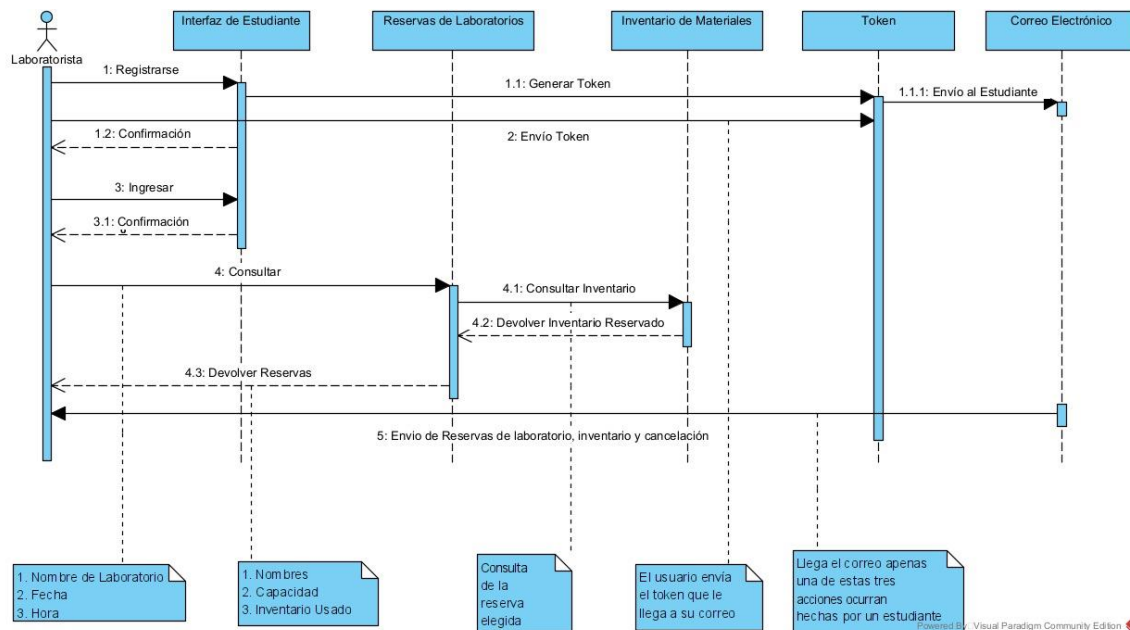 Interfaz de Estudiante
Reservas de Laboratorios
Inventario de Materiales
Token
Correo Electrónico
Laboratorista
1: Registrarse
1.1: Generar Token
1.1.1: Envío al Estudiante
2: Envío Token
1.2: Confirmación
3: Ingresar
3.1: Confirmación
4: Consultar
4.1: Consultar Inventario
4.2: Devolver Inventario Reservado
4.3: Devolver Reservas
5: Envio de Reservas de laboratorio, inventario y cancelación
1. Nombre de Laboratorio
2. Fecha
3. Hora
1. Nombres
2. Capacidad
3. Inventario Usado
Consulta
de la
reserva
elegida
El usuario envía
el token que le
llega a su correo
Llega el correo apenas
una de estas tres
acciones ocurran
hechas por un estudiante
Powered By: Visual Paradigm Community Edition